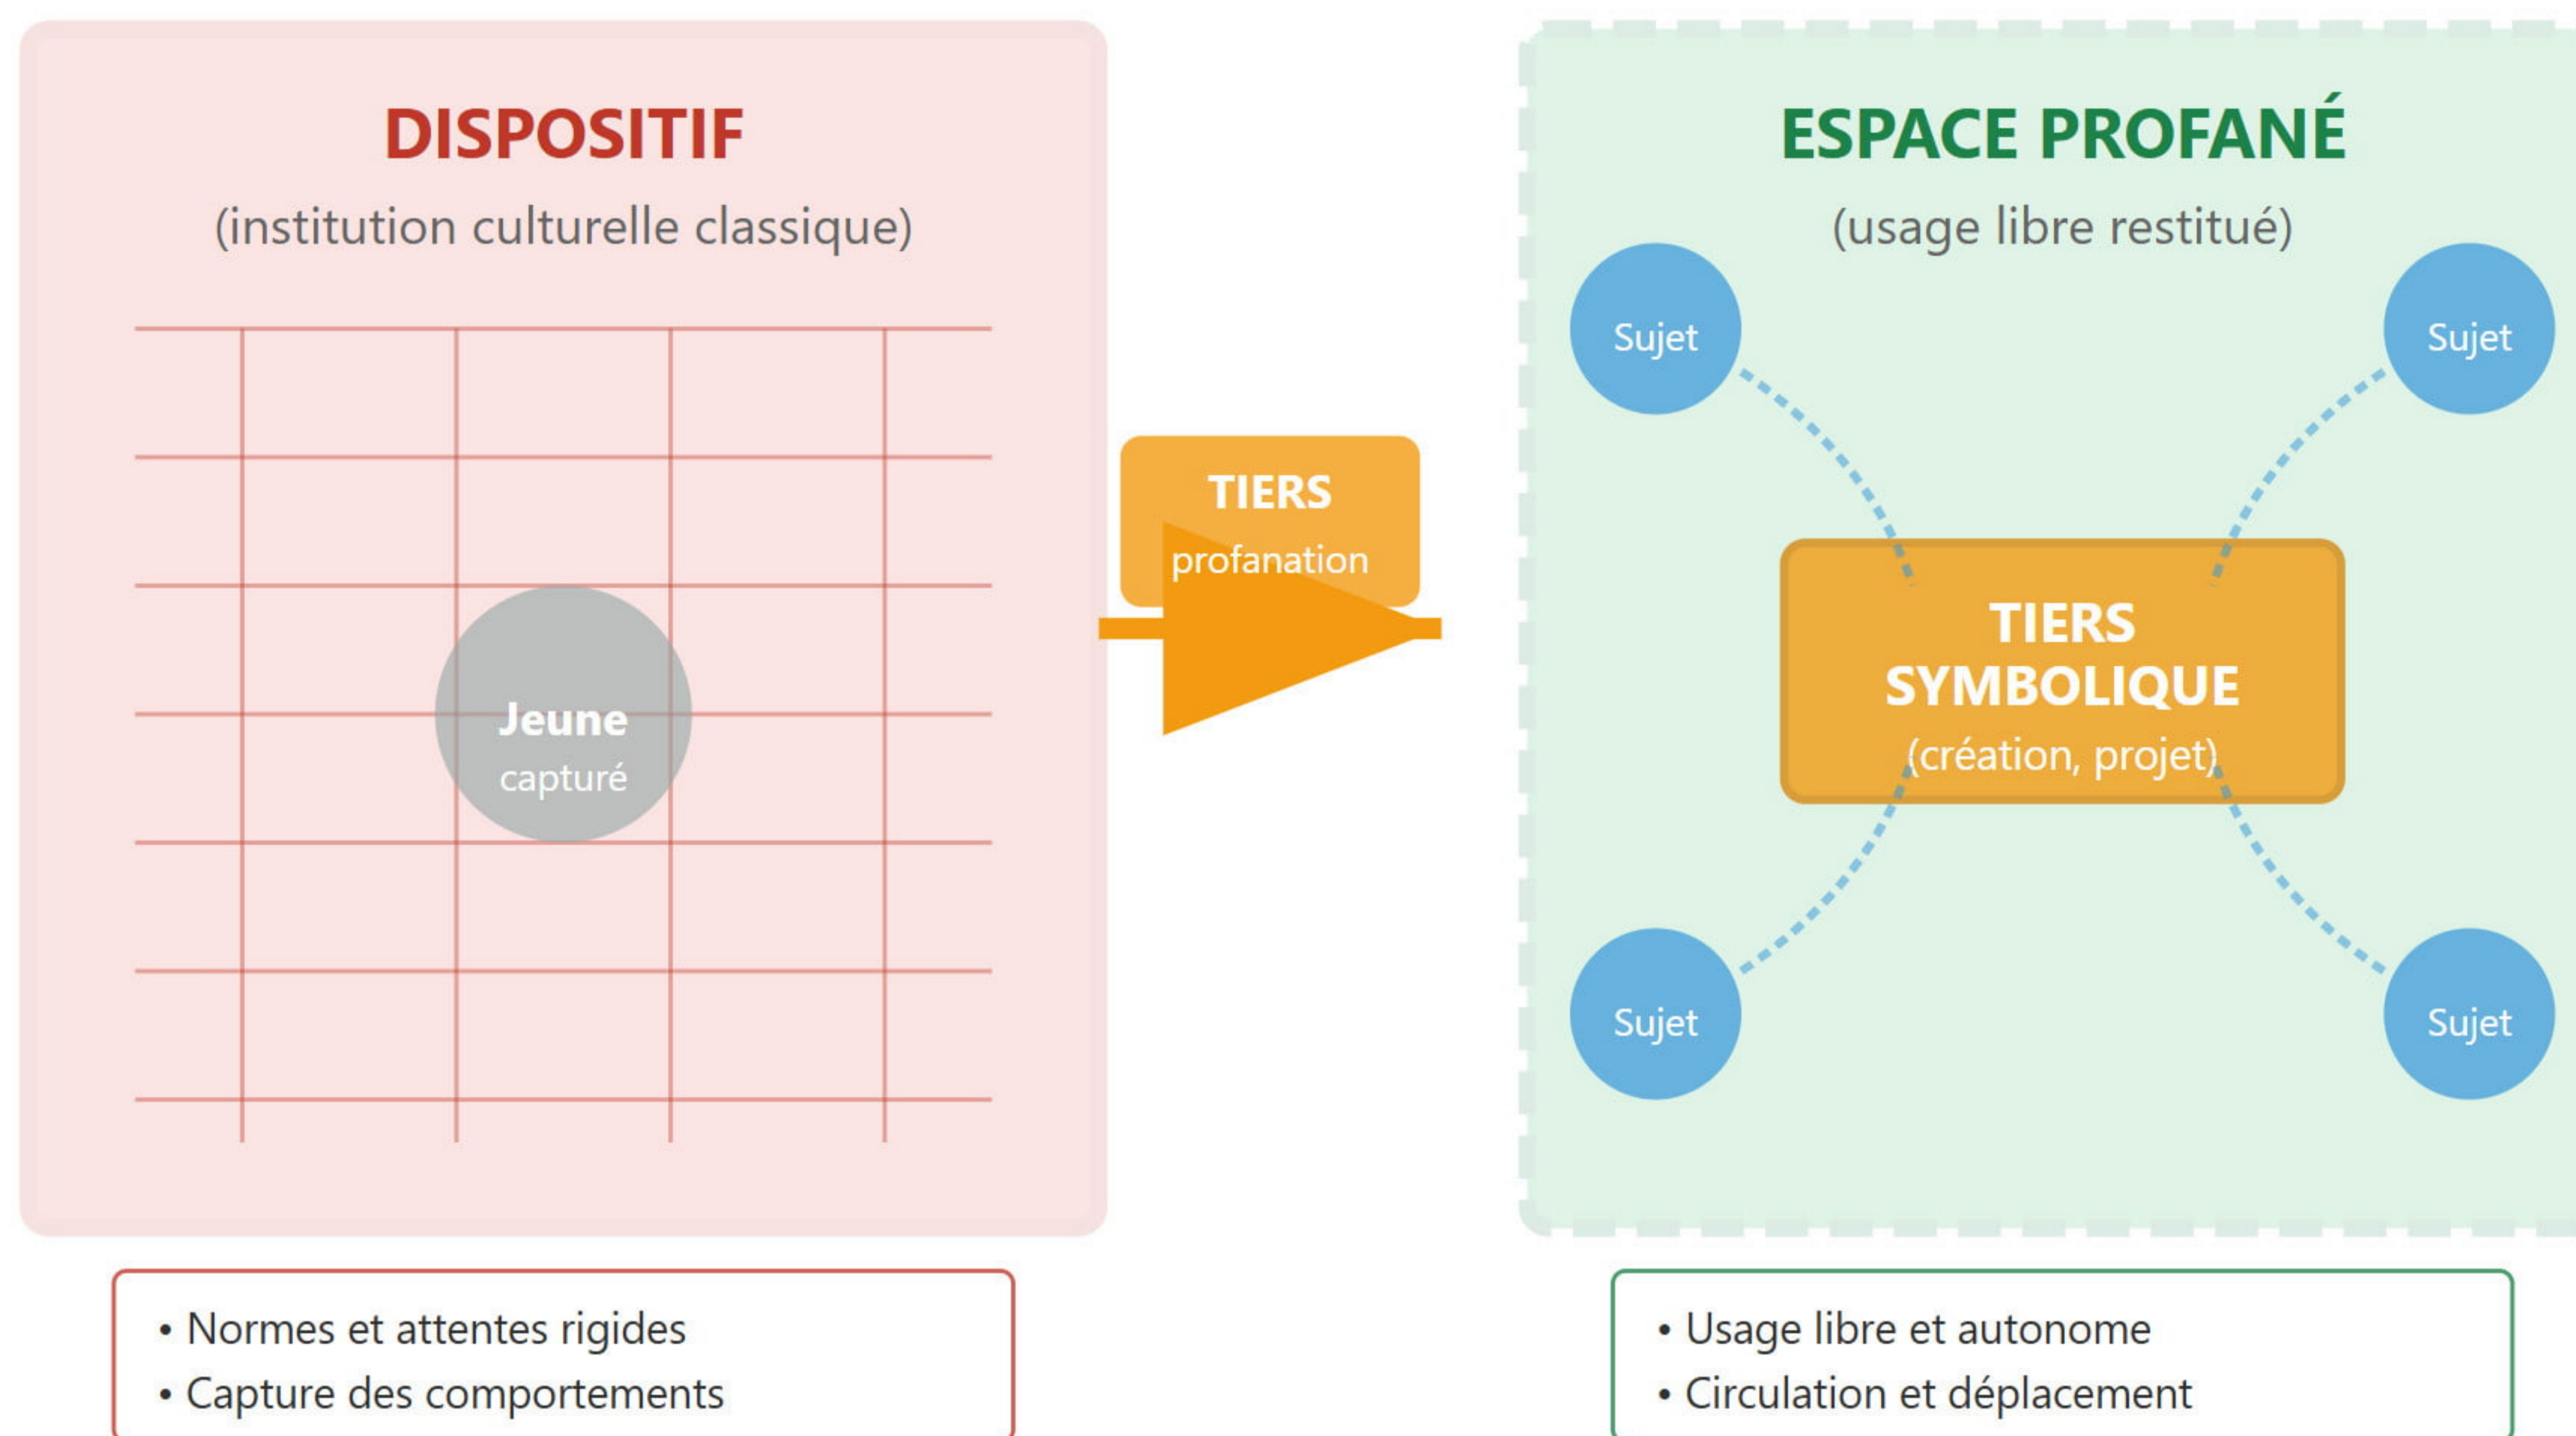 DISPOSITIF
(institution culturelle classique)
Jeune
capturé
• Normes et attentes rigides
• Capture des comportements
TIERS
profanation
ESPACE PROFANÉ
(usage libre restitué)
Sujet
Sujet
TIERS
SYMBOLIQUE
(création, projet)
Sujet
Sujet
• Usage libre et autonome
• Circulation et déplacement